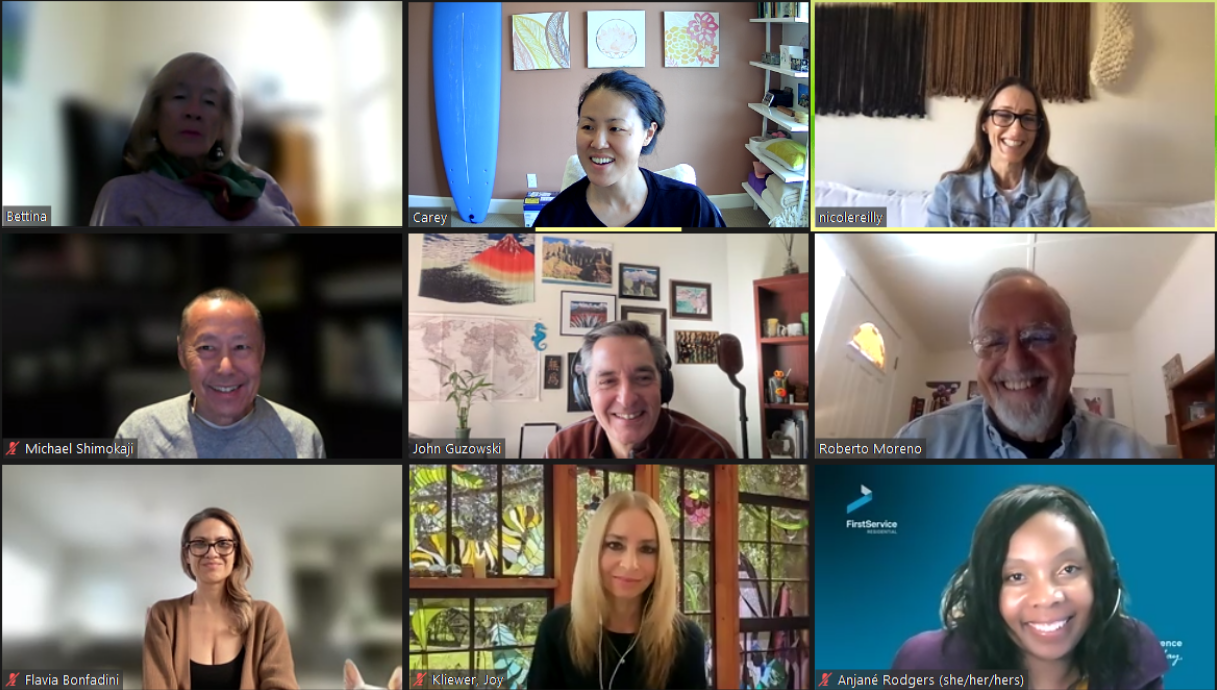 Bettina
Carey
nicolereilly
Michael Shimokaji
John Guzowski
Roberto Moreno
Flavia Bonfadini
Kliewer, Joy
FirstService
RESIDENTIAL
Anjané Rodgers (she/her/hers)